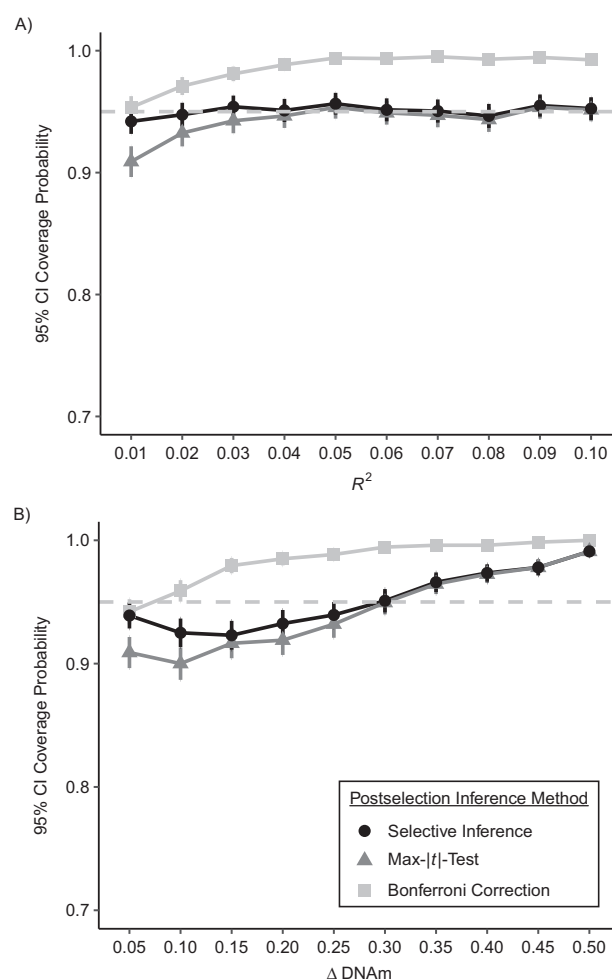 A)
1.0
0.9
0.8
0.7
95% CI Coverage Probability
0.01 0.02 0.03 0.04 0.05 0.06 0.07 0.08 0.09 0.10
R²
B)
1.0
0.9
0.8
0.7
95% CI Coverage Probability
Postselection Inference Method
Selective Inference
Max-|t|-Test
Bonferroni Correction
0.05 0.10 0.15 0.20 0.25 0.30 0.35 0.40 0.45 0.50
Δ DNAm